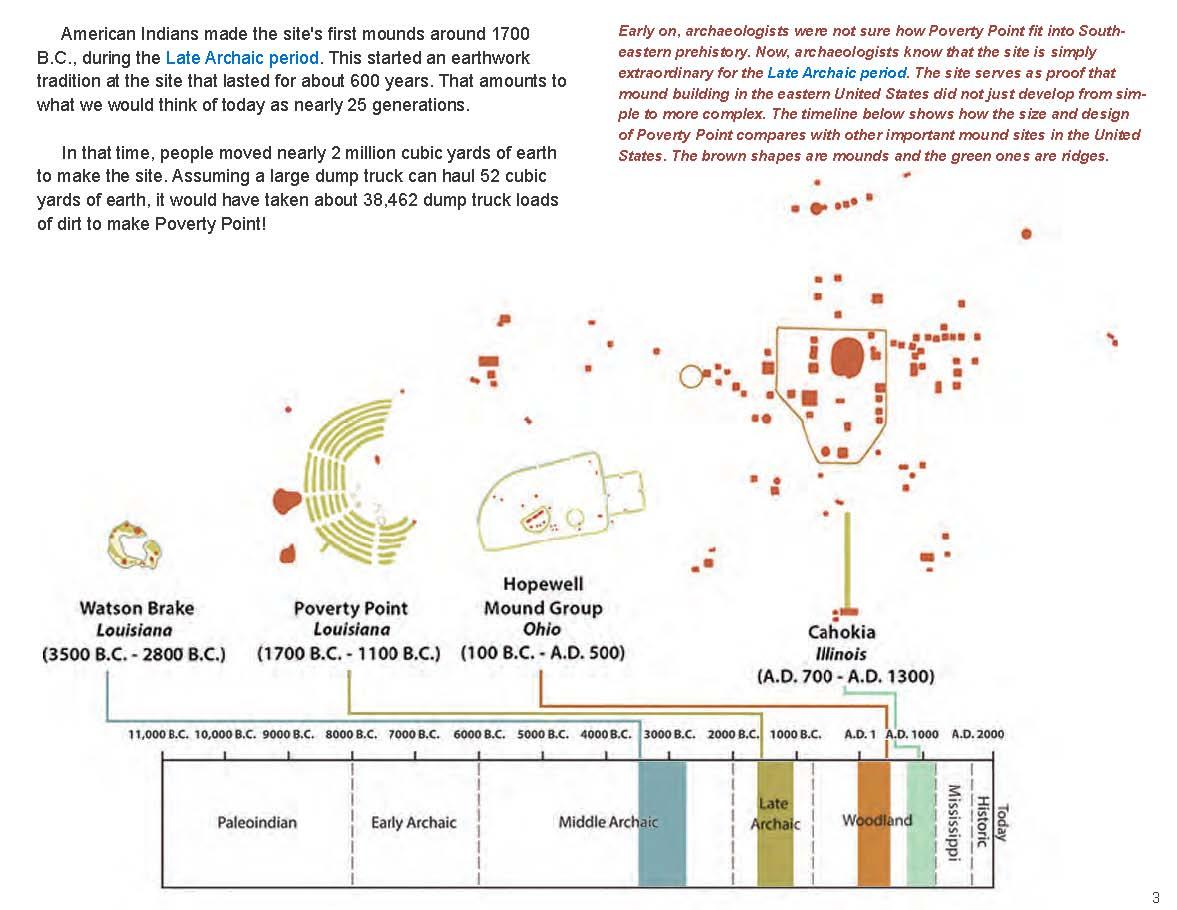 American Indians made the site's first mounds around 1700
B.C., during the Late Archaic period. This started an earthwork
tradition at the site that lasted for about 600 years. That amounts to
what we would think of today as nearly 25 generations.
In that time, people moved nearly 2 million cubic yards of earth
to make the site. Assuming a large dump truck can haul 52 cubic
yards of earth, it would have taken about 38,462 dump truck loads
of dirt to make Poverty Point!
Early on, archaeologists were not sure how Poverty Point fit into South-
eastern prehistory. Now, archaeologists know that the site is simply
extraordinary for the Late Archaic period. The site serves as proof that
mound building in the eastern United States did not just develop from sim-
ple to more complex. The timeline below shows how the size and design
of Poverty Point compares with other important mound sites in the United
States. The brown shapes are mounds and the green ones are ridges.
Watson Brake
Louisiana
(3500 B.C. - 2800 B.C.)
Poverty Point
Louisiana
(1700 B.C. - 1100 B.C.)
Hopewell
Mound Group
Ohio
(100 B.C. - A.D. 500)
Cahokia
Illinois
(A.D. 700 - A.D. 1300)
11,000 B.C. 10,000 B.C. 9000 B.C. 8000 B.C. 7000 B.C. 6000 B.C. 5000 B.C. 4000 B.C. 3000 B.C. 2000 B.C. 1000 B.C. A.D. 1 A.D. 1000 A.D. 2000
Paleoindian
Early Archaic
Middle Archaic
Late
Archaic
Woodland
Mississippi
Historic
Today
3